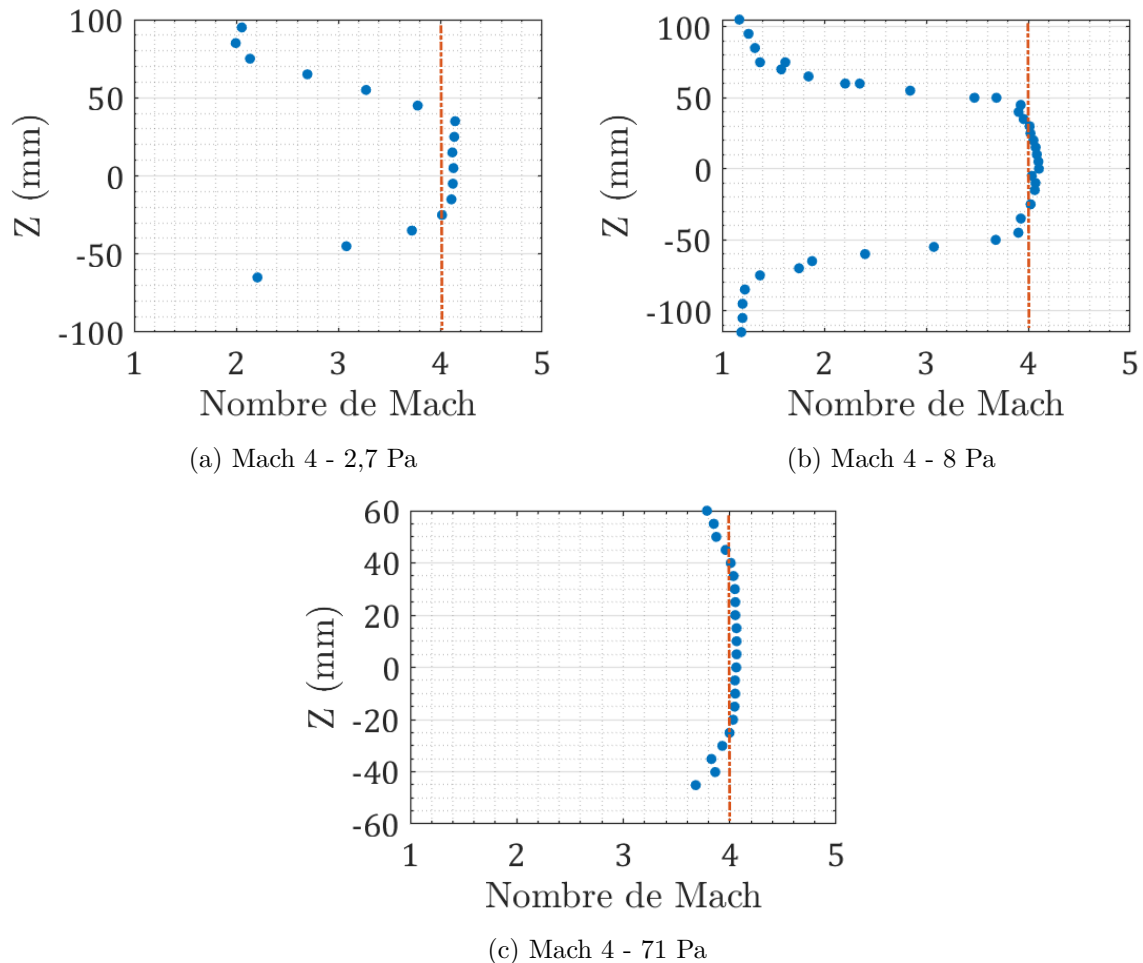 100
50
0
-50
-100
1 2 3 4 5
Z (mm)
Nombre de Mach
(a) Mach 4 - 2,7 Pa
100
50
0
-50
-100
1 2 3 4 5
Z (mm)
Nombre de Mach
(b) Mach 4 - 8 Pa
60
40
20
0
-20
-40
-60
1 2 3 4 5
Z (mm)
Nombre de Mach
(c) Mach 4 - 71 Pa